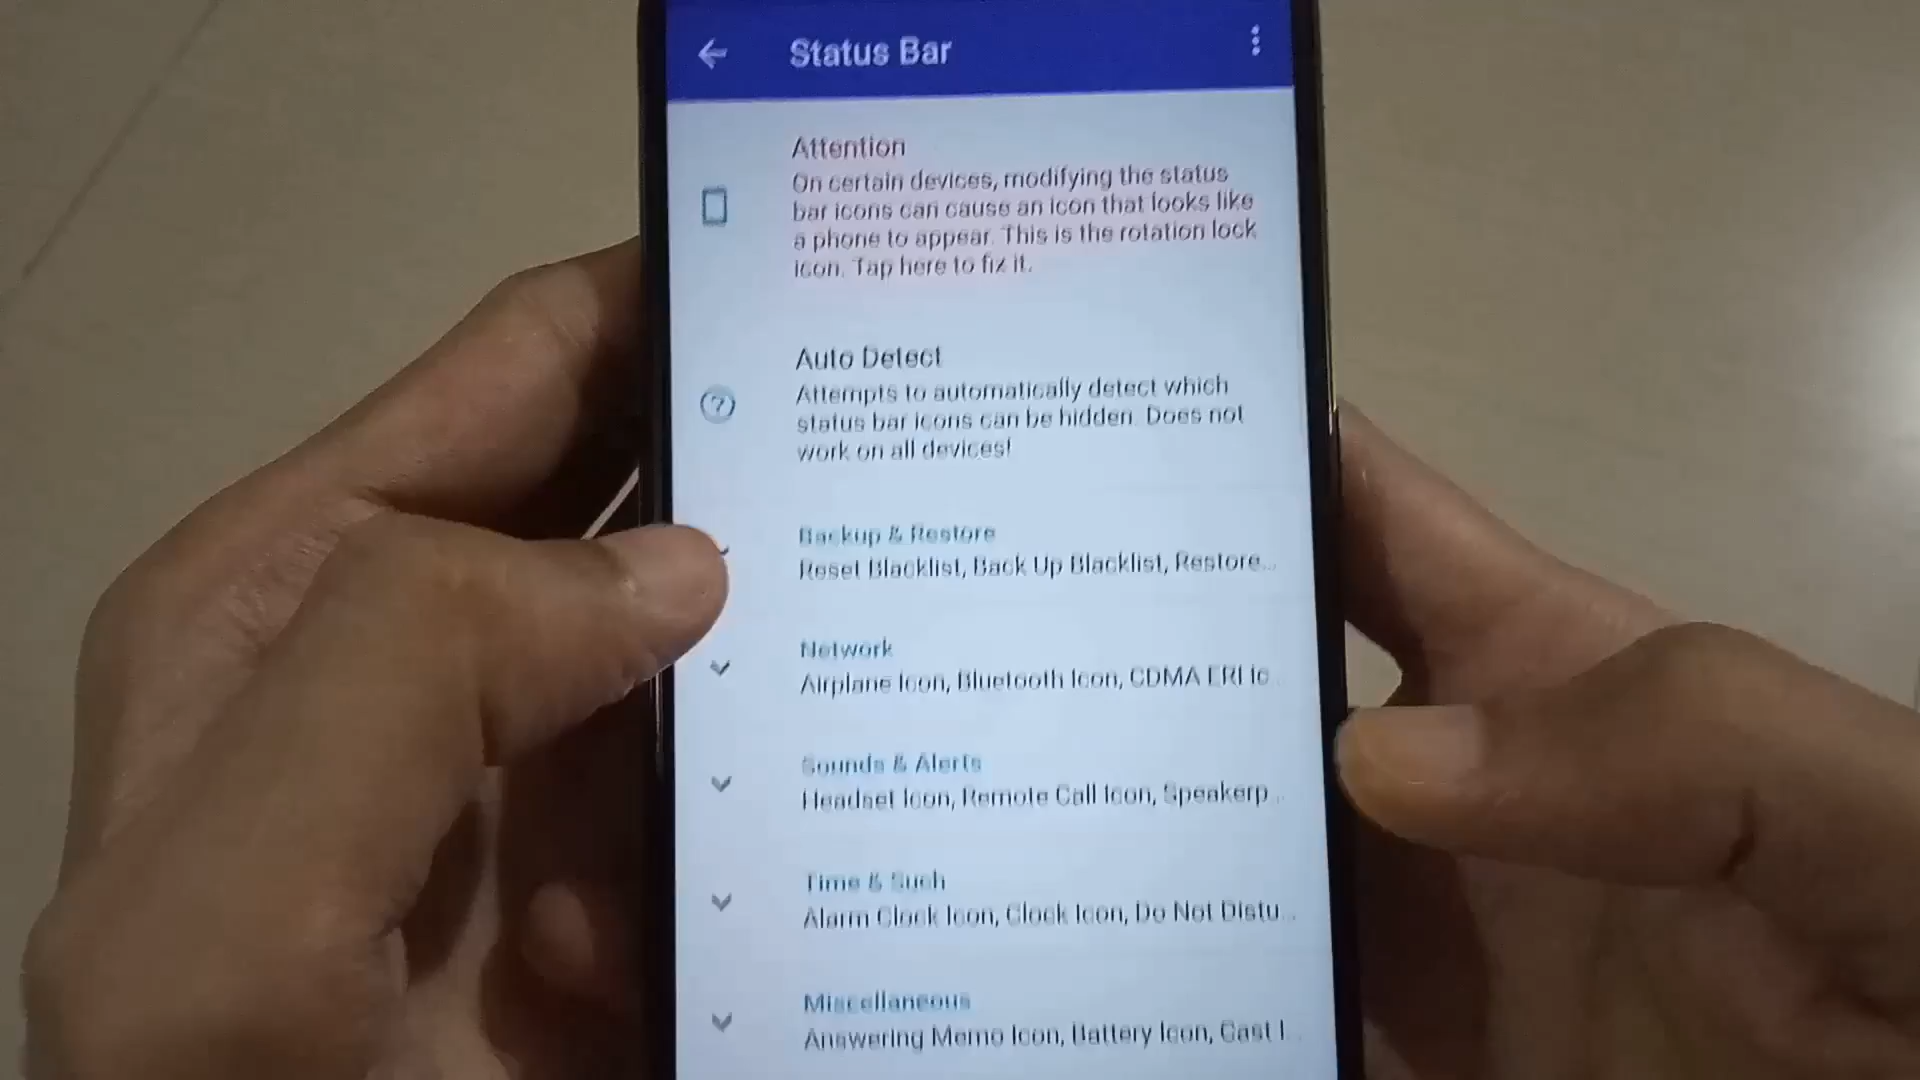 Status Bar
Attention
On certain devices, modifying the status
bar icons can cause an icon that looks like
a phone to appear. This is the rotation lock
icon. Tap here to fix it.
Auto Detect
Attempts to automatically detect which
status bar icons can be hidden. Does not
work on all devices!
Backup & Restore
Reset Blacklist, Back Up Blacklist, Restore...
Network
Airplane Icon, Bluetooth Icon, CDMA ERI ic...
Sounds & Alerts
Headset Icon, Remote Call Icon, Speakerp...
Time & Such
Alarm Clock Icon, Clock Icon, Do Not Distu...
Miscellaneous
Answering Memo Icon, Battery Icon, Cast I...